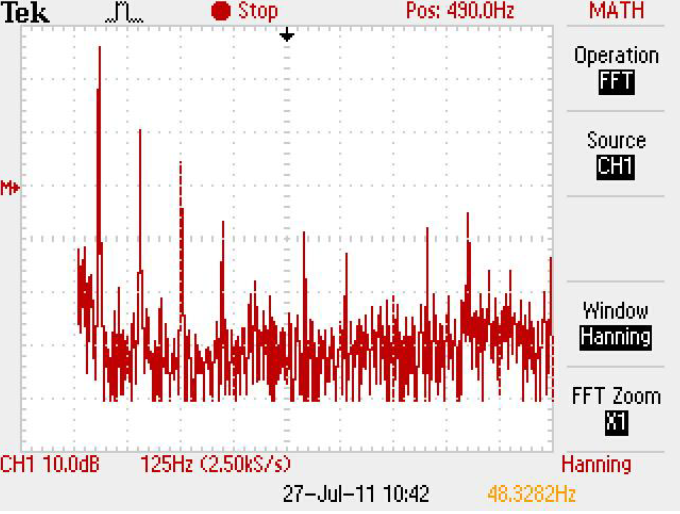 Tek Stop Pos: 490.0Hz MATH
Operation
FFT
Source
CH1
M
Window
Hanning
FFT Zoom
X1
CH1 10.0dB 125Hz (2.50kS/s) Hanning
27-Jul-11 10:42 48.3282Hz